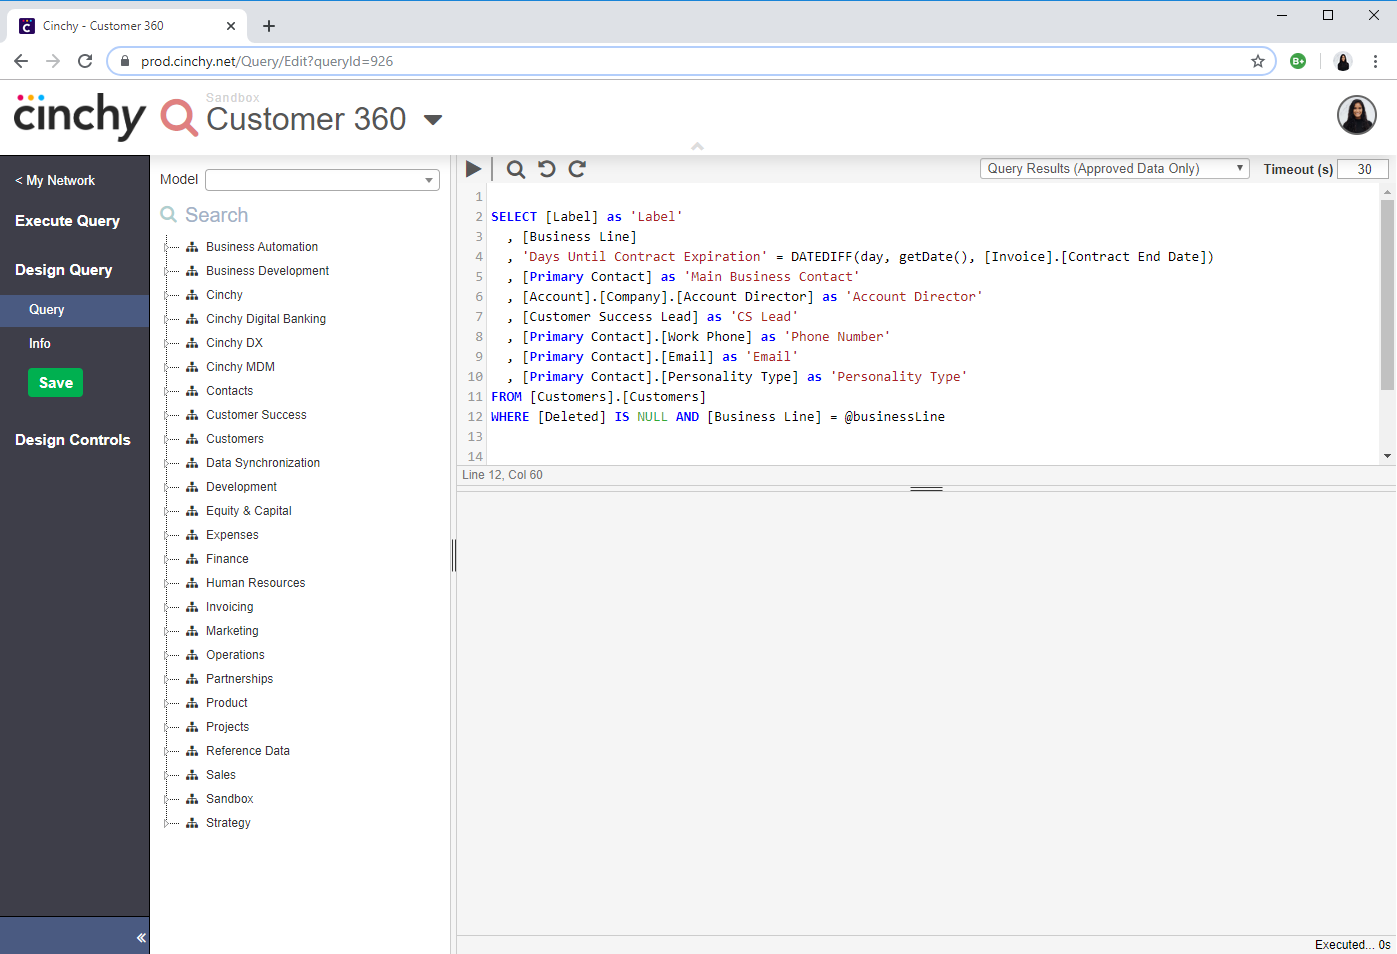 Cinchy - Customer 360
prod.cinchy.net/Query/Edit?queryId=926
B+
cinchy
Sandbox
Customer 360
< My Network
Execute Query
Design Query
Query
Info
Save
Design Controls
Model
Search
Business Automation
Business Development
Cinchy
Cinchy Digital Banking
Cinchy DX
Cinchy MDM
Contacts
Customer Success
Customers
Data Synchronization
Development
Equity & Capital
Expenses
Finance
Human Resources
Invoicing
Marketing
Operations
Partnerships
Product
Projects
Reference Data
Sales
Sandbox
Strategy
Query Results (Approved Data Only)
Timeout (s) 30
1
2 SELECT [Label] as 'Label'
3 , [Business Line]
4 , 'Days Until Contract Expiration' = DATEDIFF(day, getDate(), [Invoice].[Contract End Date])
5 , [Primary Contact] as 'Main Business Contact'
6 , [Account].[Company].[Account Director] as 'Account Director'
7 , [Customer Success Lead] as 'CS Lead'
8 , [Primary Contact].[Work Phone] as 'Phone Number'
9 , [Primary Contact].[Email] as 'Email'
10 , [Primary Contact].[Personality Type] as 'Personality Type'
11 FROM [Customers].[Customers]
12 WHERE [Deleted] IS NULL AND [Business Line] = @businessLine
13
14
Line 12, Col 60
Executed... 0s